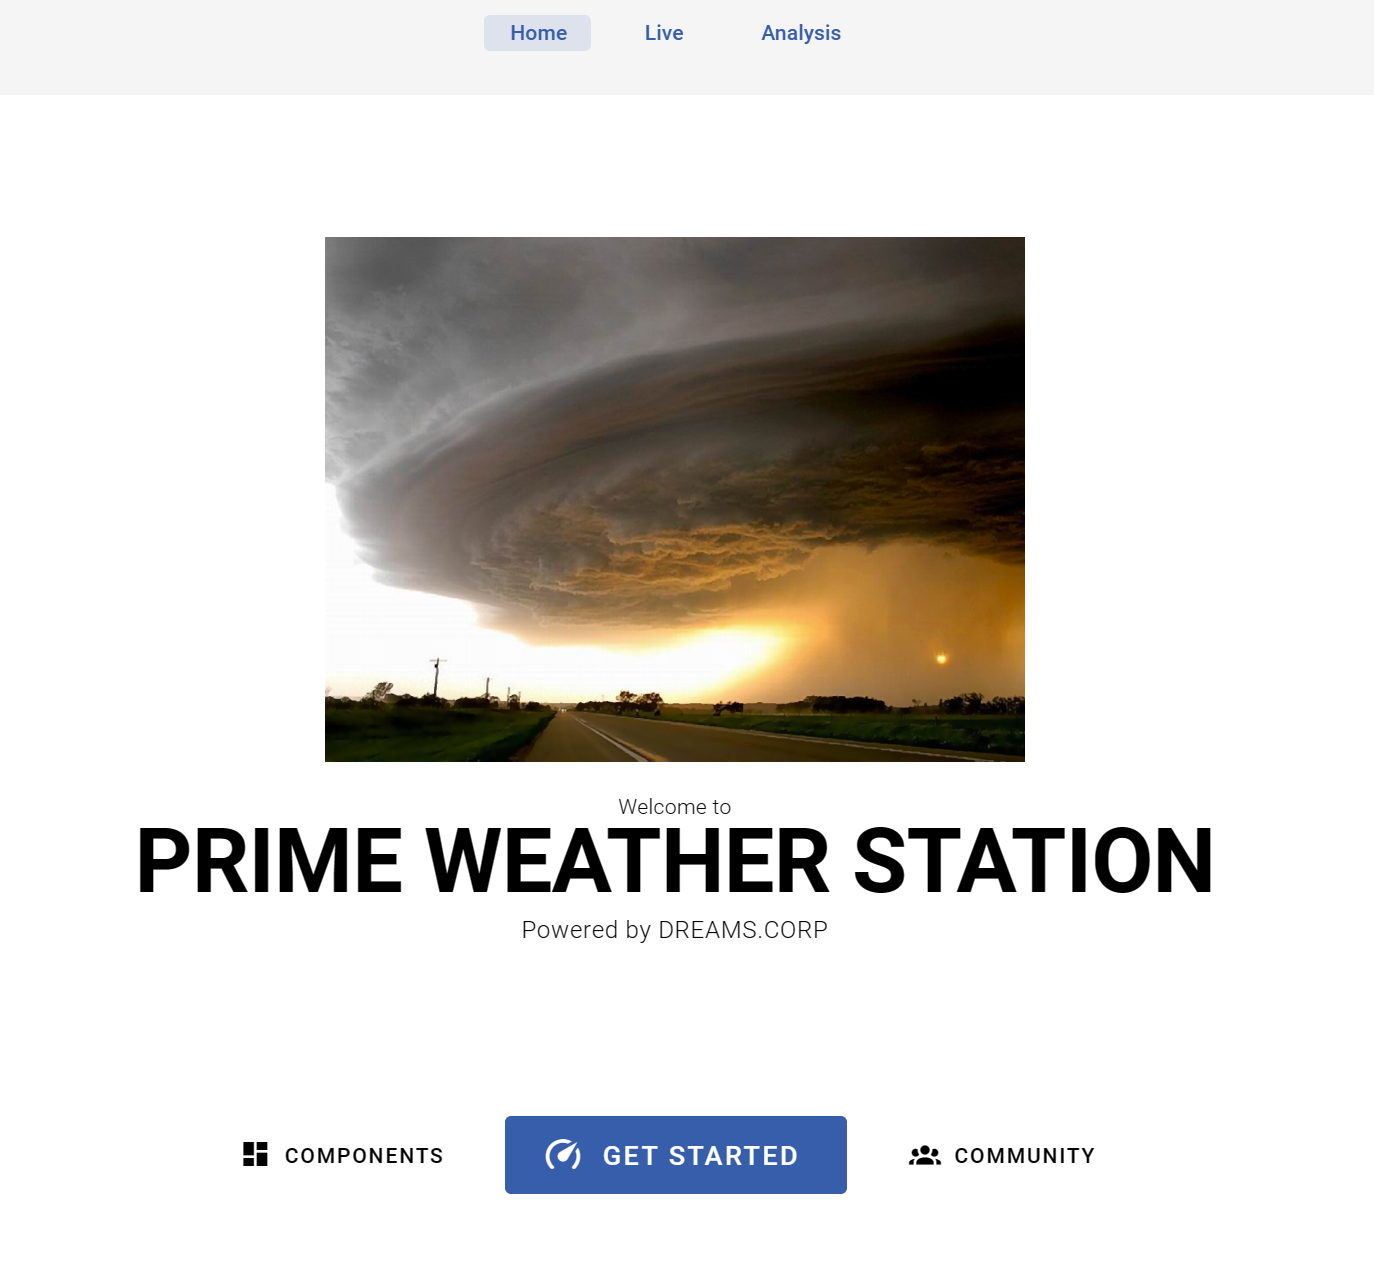 Home Live Analysis
Welcome to
PRIME WEATHER STATION
Powered by DREAMS.CORP
COMPONENTS GET STARTED COMMUNITY